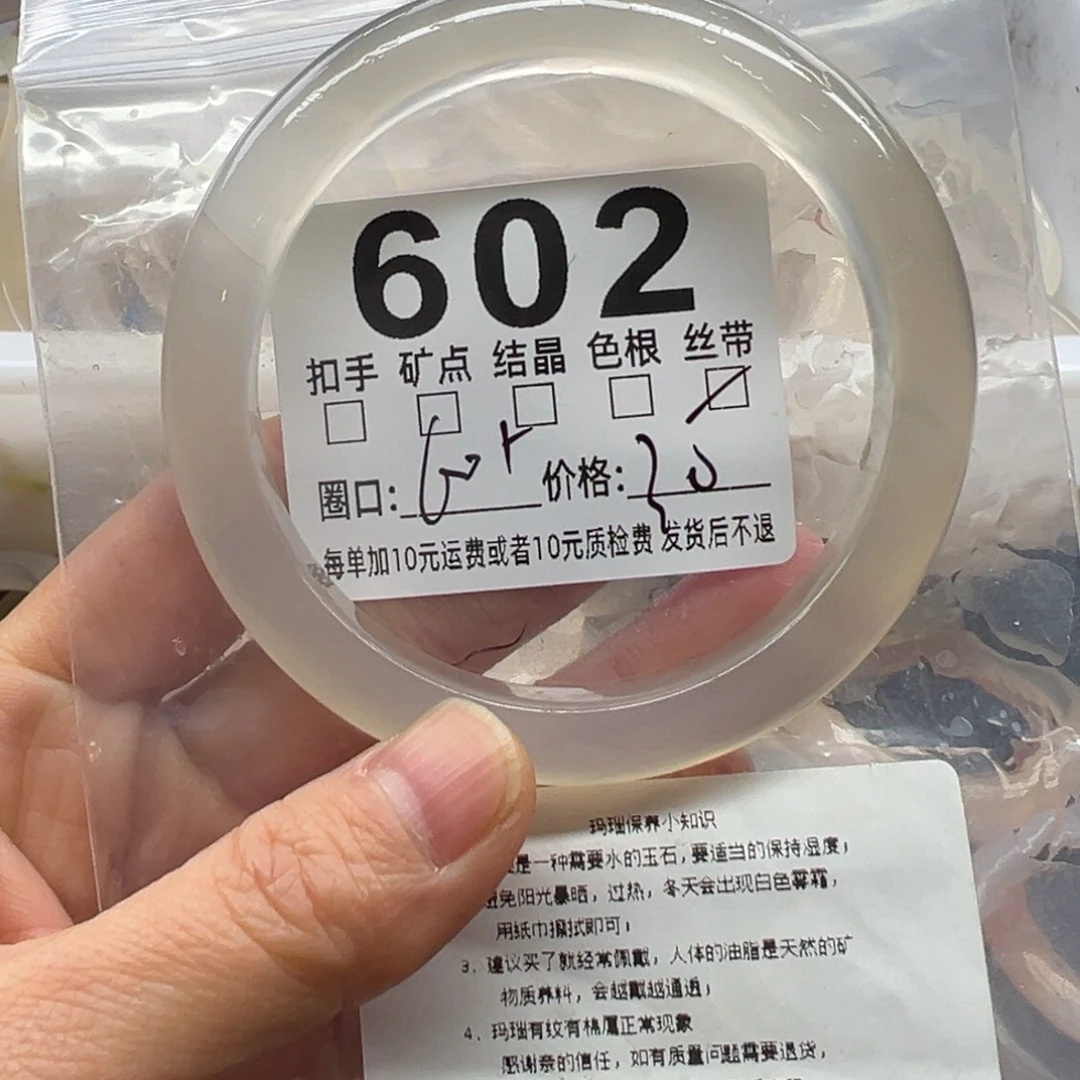 602
扣手 矿点 结晶 色根 丝带
圈口: 价格:
每单加10元运费或者10元质检费 发货后不退
玛瑙保养小知识
是一种需要水的玉石,要适当的保持湿度;
避免阳光暴晒,过热,冬天会出现白色雾霜,
用纸巾擦拭即可;
3. 建议买了就经常佩戴,人体的油脂是天然的矿
物质养料,会越戴越通透;
4. 玛瑙有纹有棉属正常现象
感谢亲的信任,如有质量问题需要退货,